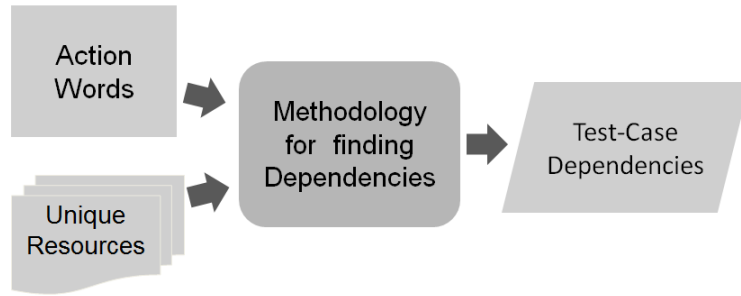 Action
Words
Unique
Resources
Methodology
for finding
Dependencies
Test-Case
Dependencies